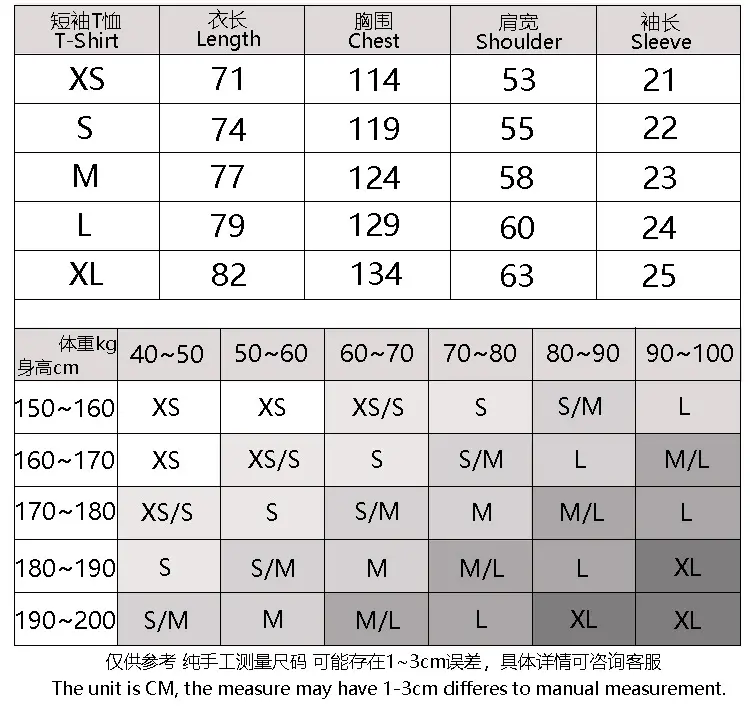 短袖T恤 衣长 胸围 肩宽 袖长
T-Shirt Length Chest Shoulder Sleeve
XS 71 114 53 21
S 74 119 55 22
M 77 124 58 23
L 79 129 60 24
XL 82 134 63 25
体重kg
身高cm 40~50 50~60 60~70 70~80 80~90 90~100
150~160 XS XS XS/S S S/M L
160~170 XS XS/S S S/M L M/L
170~180 XS/S S S/M M M/L L
180~190 S S/M M M/L L XL
190~200 S/M M M/L L XL XL
仅供参考 纯手工测量尺码 可能存在1~3cm误差，具体详情可咨询客服
The unit is CM, the measure may have 1-3cm differes to manual measurement.